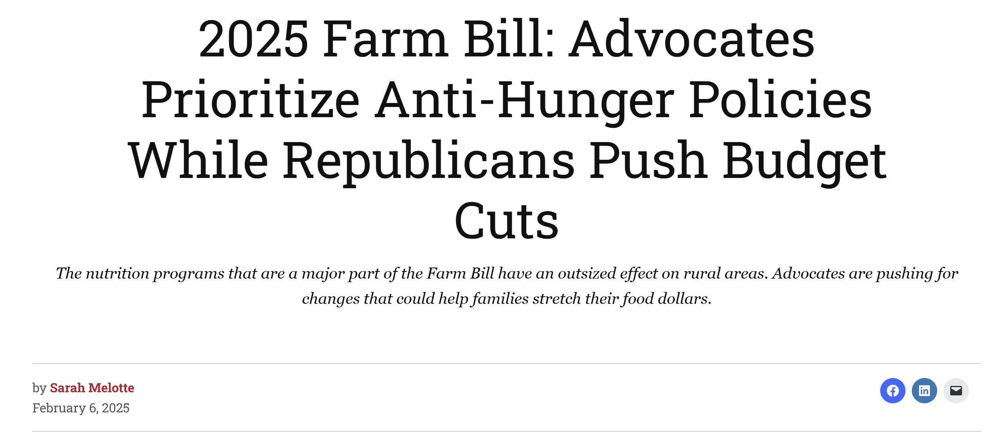 2025 Farm Bill: Advocates
Prioritize Anti-Hunger Policies
While Republicans Push Budget
Cuts
The nutrition programs that are a major part of the Farm Bill have an outsized effect on rural areas. Advocates are pushing for
changes that could help families stretch their food dollars.
by Sarah Melotte
February 6, 2025
in